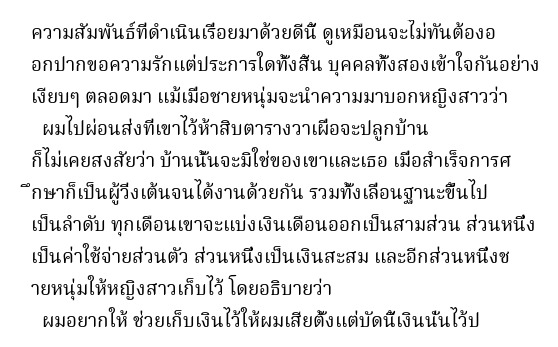 ความสัมพันธ์ที่ดำเนินเรื่อยมาด้วยดีนี้ ดูเหมือนจะไม่ทันต้องอ
อกปากขอความรักแต่ประการใดทั้งสิ้น บุคคลทั้งสองเข้าใจกันอย่าง
เงียบๆ ตลอดมา แม้เมื่อชายหนุ่มจะนำความมาบอกหญิงสาวว่า
ผมไปผ่อนส่งที่เขาไว้ห้าสิบตารางวาเผื่อจะปลูกบ้าน
ก็ไม่เคยสงสัยว่า บ้านนั้นจะมิใช่ของเขาและเธอ เมื่อสำเร็จการศ
ึกษาก็เป็นผู้วิ่งเต้นจนได้งานด้วยกัน รวมทั้งเลื่อนฐานะขึ้นไป
เป็นลำดับ ทุกเดือนเขาจะแบ่งเงินเดือนออกเป็นสามส่วน ส่วนหนึ่ง
เป็นค่าใช้จ่ายส่วนตัว ส่วนหนึ่งเป็นเงินสะสม และอีกส่วนหนึ่งช
ายหนุ่มให้หญิงสาวเก็บไว้ โดยอธิบายว่า
ผมอยากให้ ช่วยเก็บเงินไว้ให้ผมเสียตั้งแต่บัดนี้เงินนั้นไว้ป